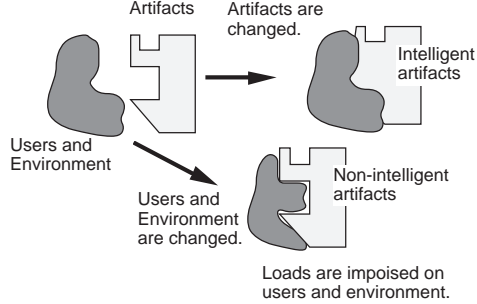 Artifacts
Artifacts are
changed.
Intelligent
artifacts
Users and
Environment
Non-intelligent
artifacts
Users and
Environment
are changed.
Loads are impoised on
users and environment.